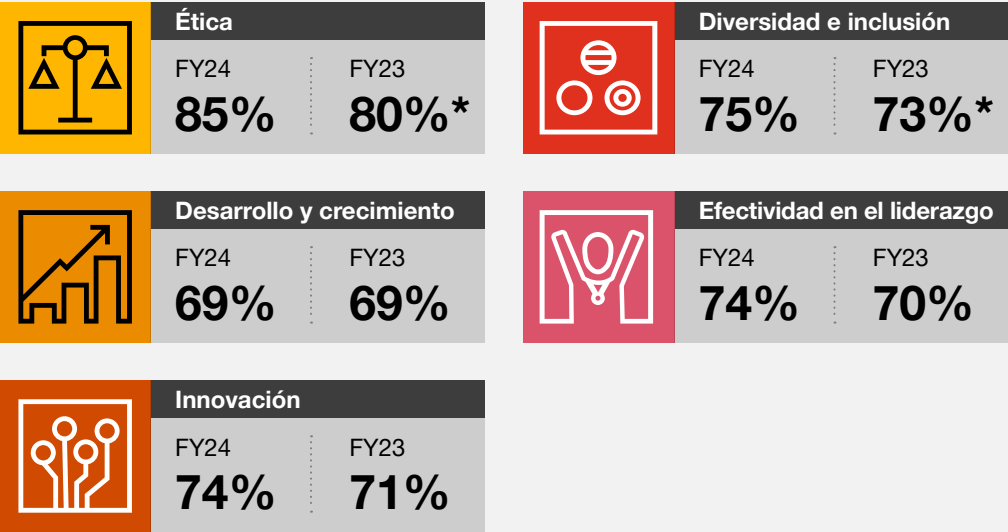 Ética
FY24 FY23
85% 80%*
Diversidad e inclusión
FY24 FY23
75% 73%*
Desarrollo y crecimiento
FY24 FY23
69% 69%
Efectividad en el liderazgo
FY24 FY23
74% 70%
Innovación
FY24 FY23
74% 71%